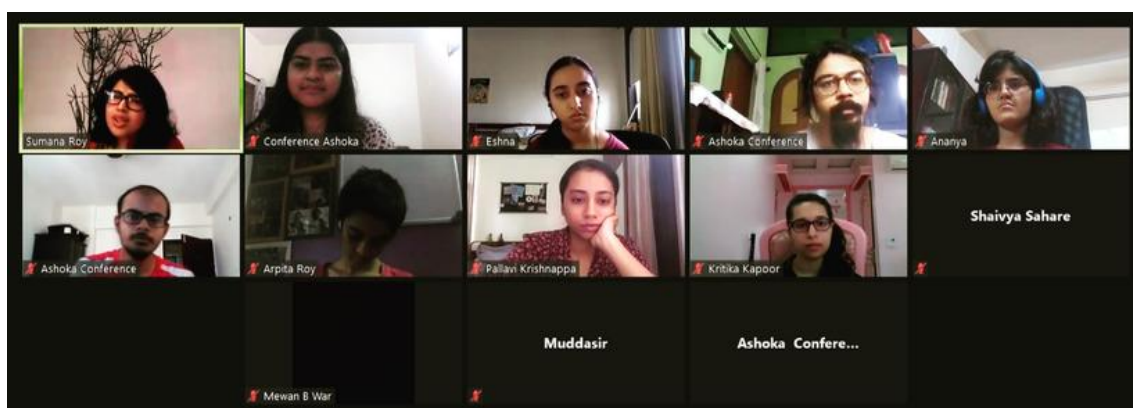 Sumana Roy
Conference Ashoka
Eshna
Ashoka Conference
Ananya
Ashoka Conference
Arpita Roy
Pallavi Krishnappa
Kritika Kapoor
Shaivya Sahare
Mewan B War
Muddasir
Ashoka Confere...